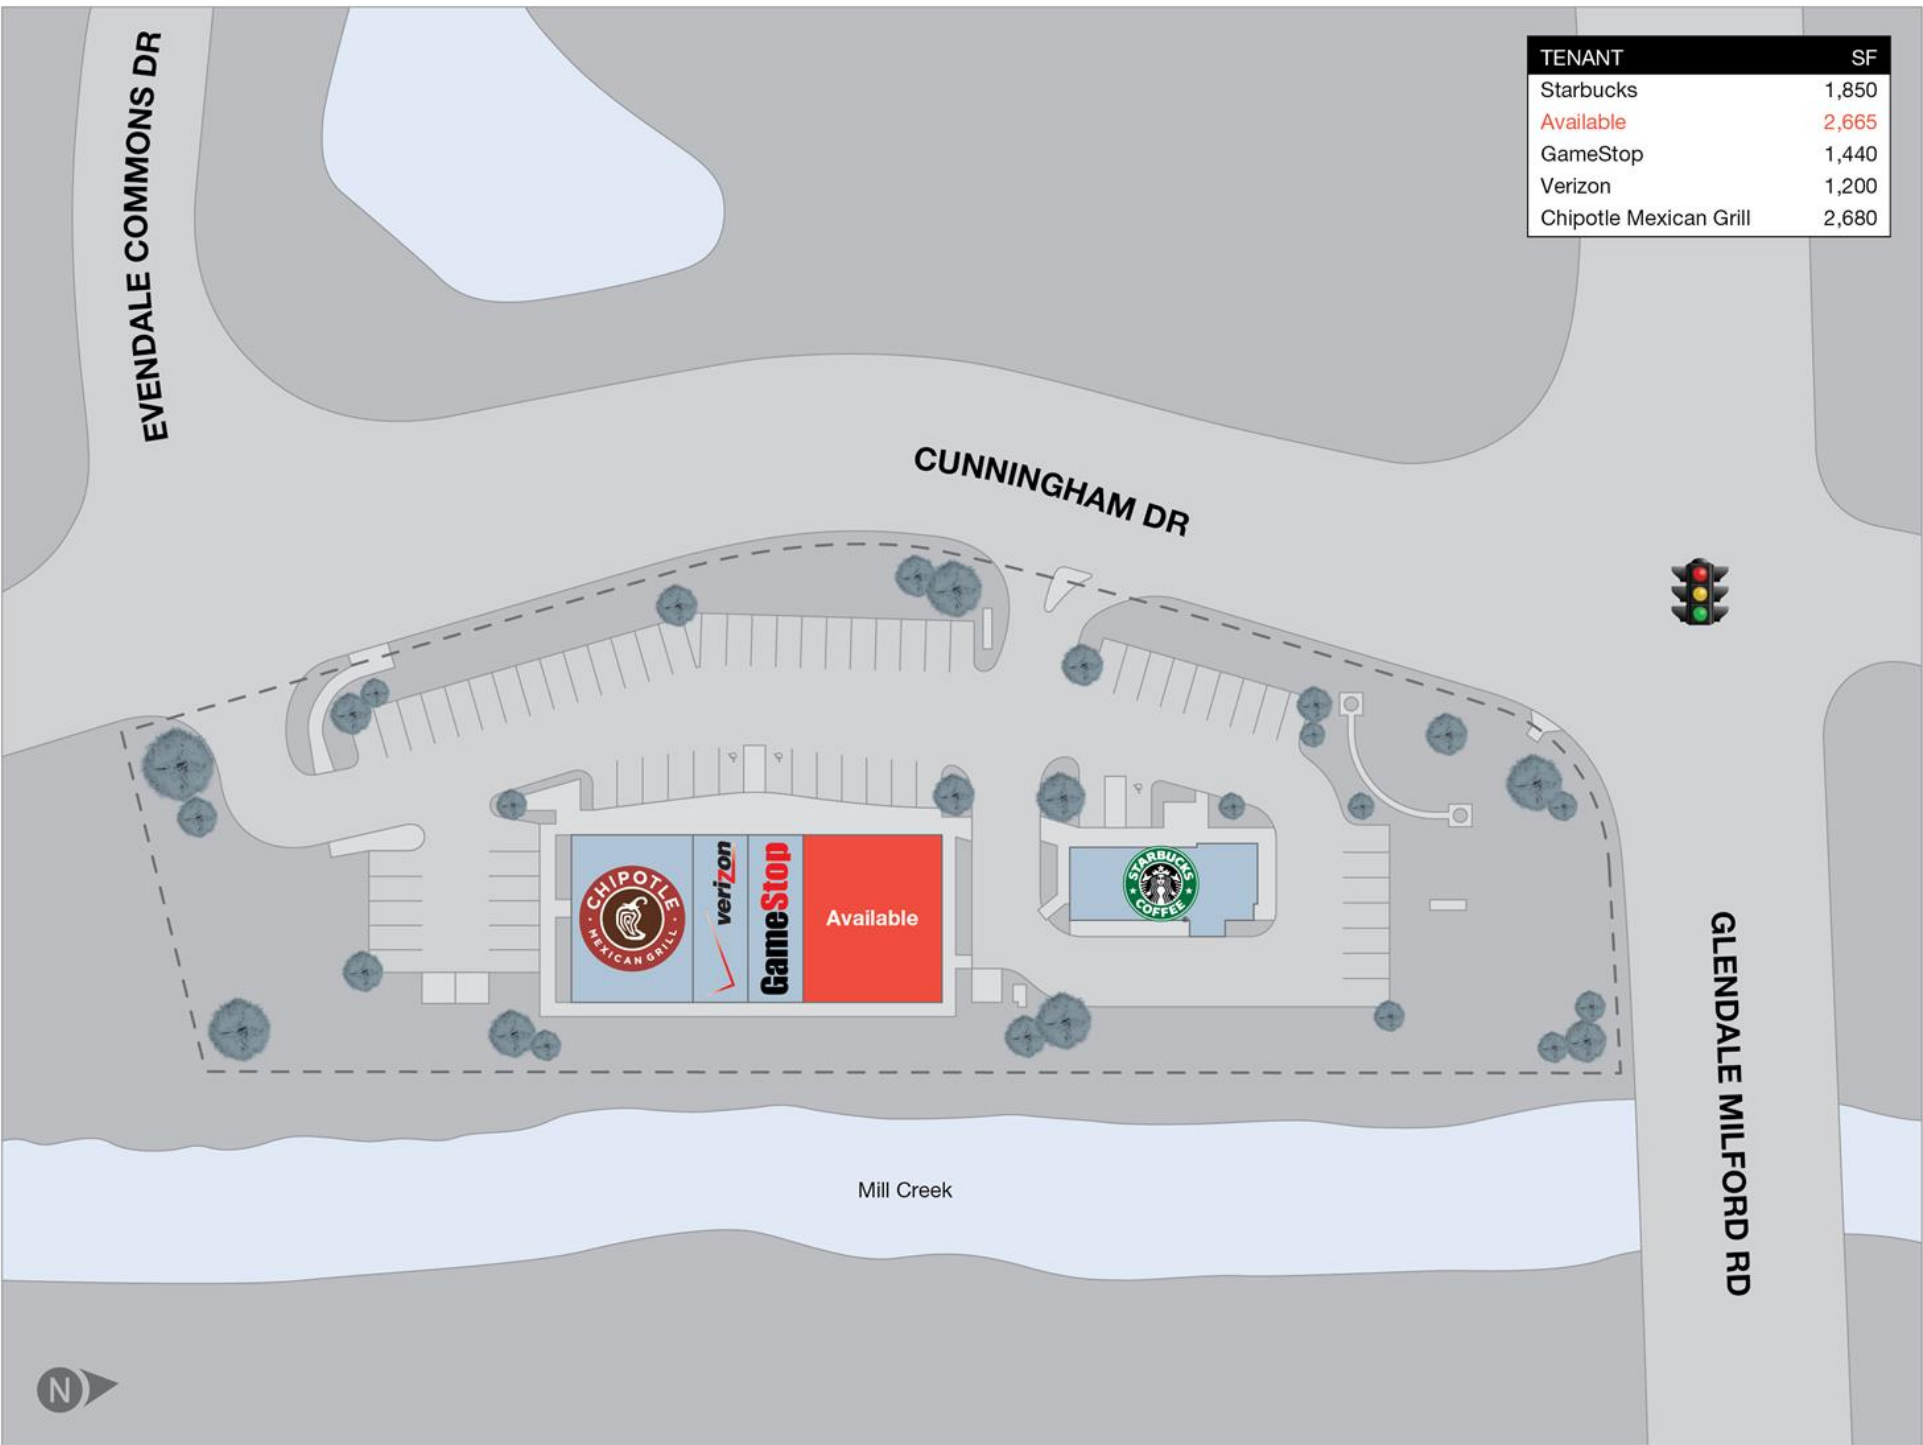 EVENDALE COMMONS DR
TENANT SF
Starbucks 1,850
Available 2,665
GameStop 1,440
Verizon 1,200
Chipotle Mexican Grill 2,680
CUNNINGHAM DR
CHIPOTLE
MEXICAN GRILL
verizon
GameStop
Available
STARBUCKS
COFFEE
GLENDALE MILFORD RD
Mill Creek
N